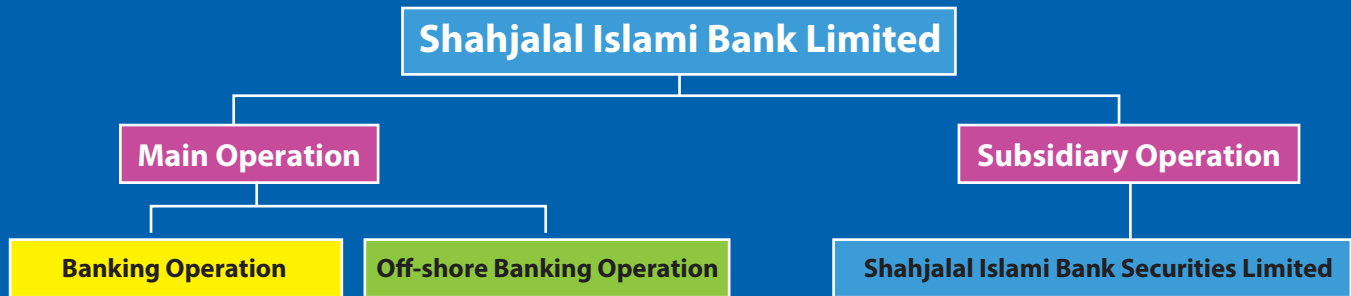 Shahjalal Islami Bank Limited
Main Operation
Subsidiary Operation
Banking Operation
Off-shore Banking Operation
Shahjalal Islami Bank Securities Limited